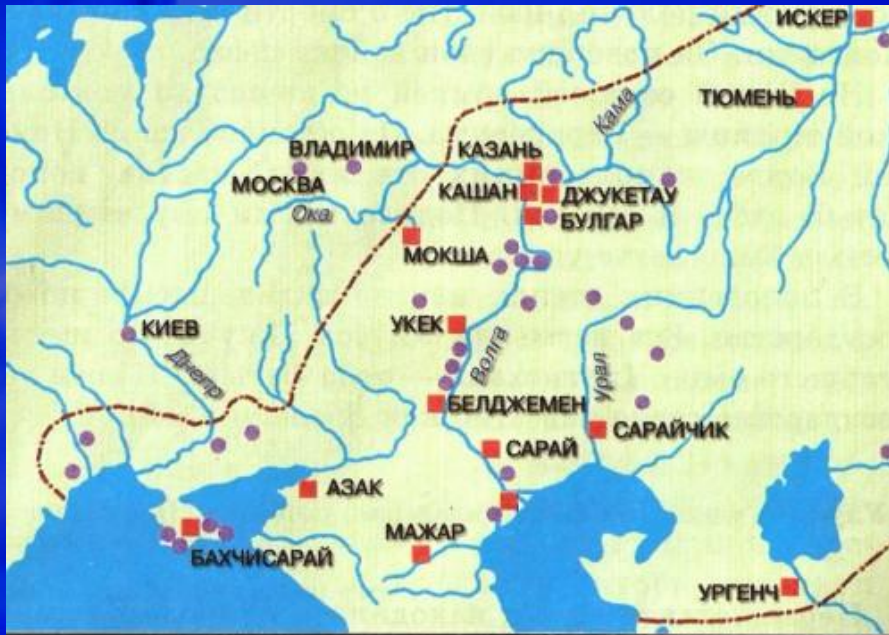 ИСКЕР
ТЮМЕНЬ
Кама
ВЛАДИМИР
КАЗАНЬ
МОСКВА
КАШАН
ДЖУКЕТАУ
Ока
БУЛГАР
МОКША
КИЕВ
УКЕК
Днепр
Волга
Урал
БЕЛДЖЕМЕН
САРАЙ
САРАЙЧИК
АЗАК
МАЖАР
БАХЧИСАРАЙ
УРГЕНЧ